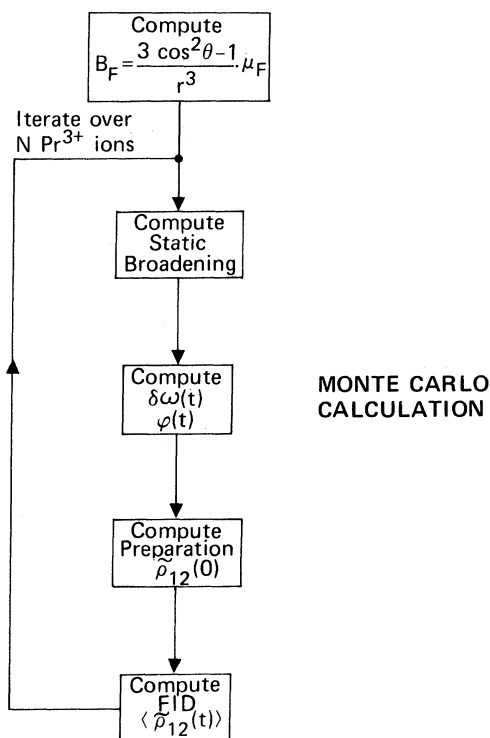 Compute
B_F = (3 cos²θ-1)/r³ · μ_F
Iterate over
N Pr³⁺ ions
Compute
Static
Broadening
Compute
δω(t)
φ(t)
MONTE CARLO
CALCULATION
Compute
Preparation
ρ̃₁₂(0)
Compute
FID
⟨ρ̃₁₂(t)⟩